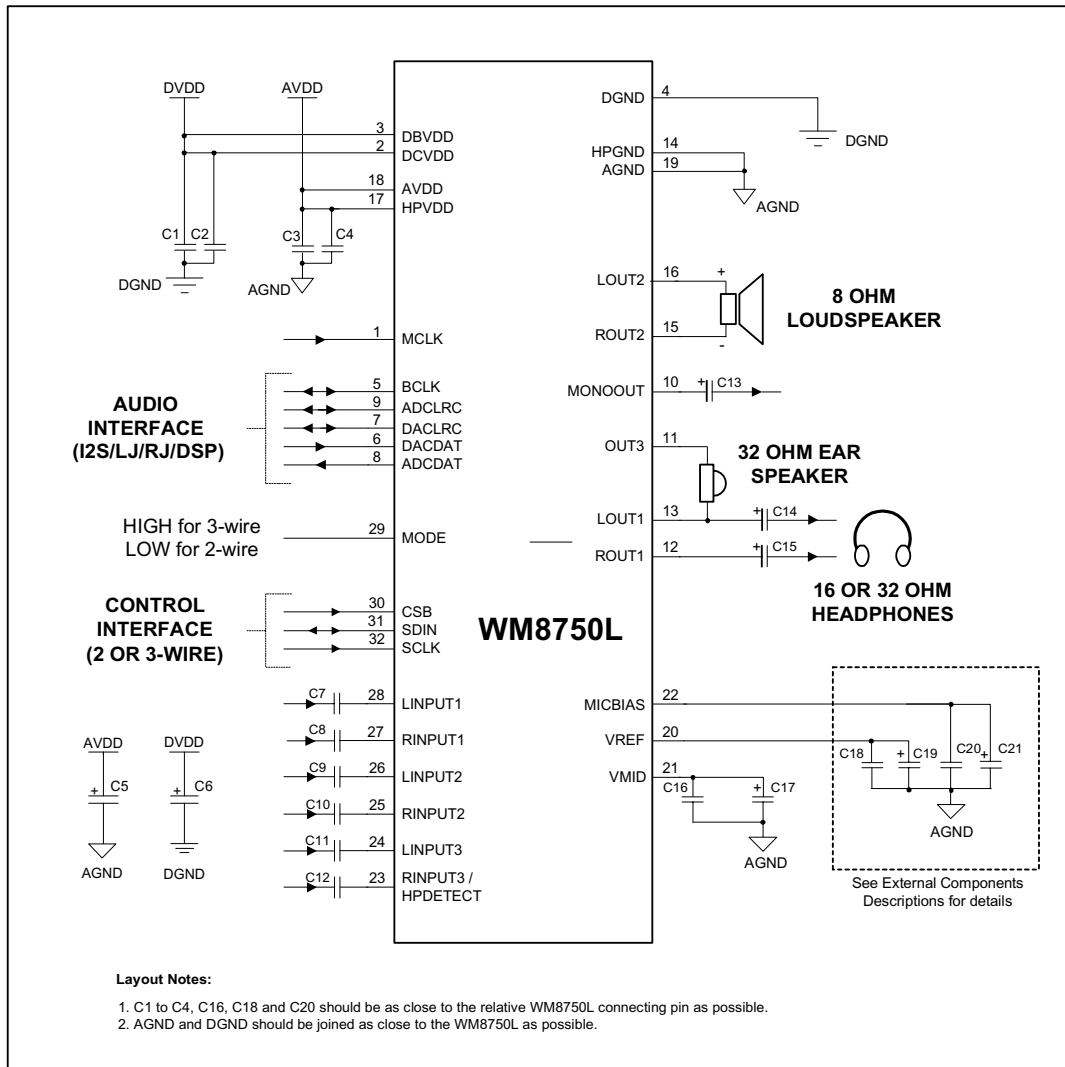 DVDD
AVDD
3
DBVDD
2
DCVDD
18
AVDD
17
HPVDD
C1
C2
C3
C4
DGND
AGND
1
MCLK
AUDIO
INTERFACE
(I2S/LJ/RJ/DSP)
5
BCLK
9
ADCLRC
7
DACLRC
6
DACDAT
8
ADCDAT
HIGH for 3-wire
LOW for 2-wire
29
MODE
CONTROL
INTERFACE
(2 OR 3-WIRE)
30
CSB
31
SDIN
32
SCLK
WM8750L
C7
28
LINPUT1
C8
27
RINPUT1
C9
26
LINPUT2
C10
25
RINPUT2
C11
24
LINPUT3
C12
23
RINPUT3 /
HPDETECT
AVDD
+
C5
AGND
DVDD
+
C6
DGND
DGND
4
DGND
HPGND
14
AGND
19
AGND
LOUT2
16
+
ROUT2
15
-
8 OHM
LOUDSPEAKER
MONOOUT
10
+
C13
OUT3
11
32 OHM EAR
SPEAKER
LOUT1
13
+
C14
ROUT1
12
+
C15
16 OR 32 OHM
HEADPHONES
MICBIAS
22
VREF
20
VMID
21
C16
+
C17
AGND
C18
+
C19
C20
+
C21
AGND
See External Components
Descriptions for details
Layout Notes:
1. C1 to C4, C16, C18 and C20 should be as close to the relative WM8750L connecting pin as possible.
2. AGND and DGND should be joined as close to the WM8750L as possible.